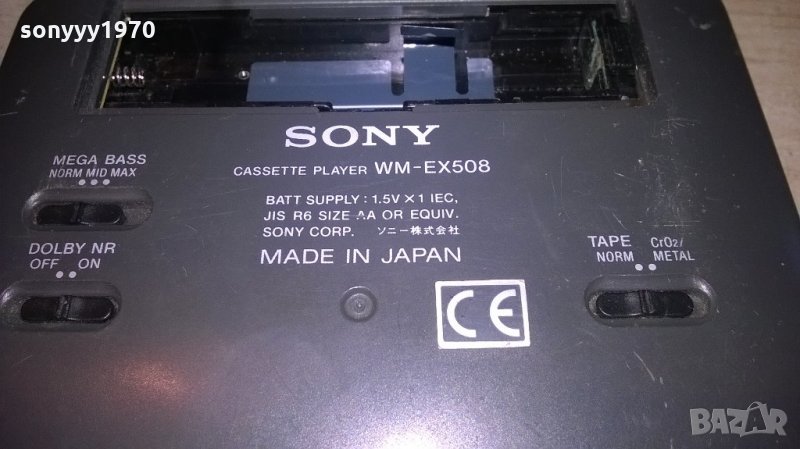 sonyyy1970
SONY
CASSETTE PLAYER WM-EX508
BATT SUPPLY : 1.5V×1 IEC,
JIS R6 SIZE AA OR EQUIV.
SONY CORP. ソニー株式会社
MADE IN JAPAN
MEGA BASS
NORM MID MAX
DOLBY NR
OFF ON
TAPE CrO2/
NORM METAL
CE
BAZAR